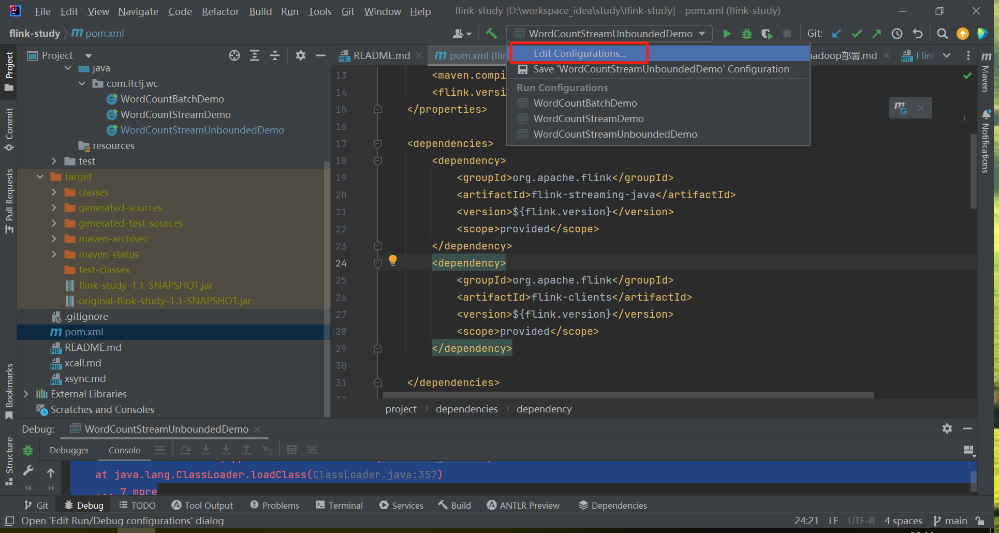 File Edit View Navigate Code Refactor Build Run Tools Git Window Help flink-study [D:\workspace_idea\study\flink-study] - pom.xml (flink-study)
flink-study pom.xml WordCountStreamUnboundedDemo Git:
Project
README.md pom.xml (flin adoop部署.md Flin
Edit Configurations...
Save 'WordCountStreamUnboundedDemo' Configuration
Run Configurations
WordCountBatchDemo
WordCountStreamDemo
WordCountStreamUnboundedDemo
java
com.itclj.wc
WordCountBatchDemo
WordCountStreamDemo
WordCountStreamUnboundedDemo
resources
test
target
classes
generated-sources
generated-test-sources
maven-archiver
maven-status
test-classes
flink-study-1.1-SNAPSHOT.jar
original-flink-study-1.1-SNAPSHOT.jar
.gitignore
pom.xml
README.md
xcall.md
xsync.md
External Libraries
Scratches and Consoles
13 <maven.compi
14 <flink.versi
15 </properties>
16
17 <dependencies>
18 <dependency>
19 <groupId>org.apache.flink</groupId>
20 <artifactId>flink-streaming-java</artifactId>
21 <version>${flink.version}</version>
22 <scope>provided</scope>
23 </dependency>
24 <dependency>
25 <groupId>org.apache.flink</groupId>
26 <artifactId>flink-clients</artifactId>
27 <version>${flink.version}</version>
28 <scope>provided</scope>
29 </dependency>
30
31 </dependencies>
project dependencies dependency
Project
Commit
Pull Requests
Bookmarks
Structure
Maven
Notifications
Debug: WordCountStreamUnboundedDemo
Debugger Console
at java.lang.ClassLoader.loadClass(ClassLoader.java:357)
... 7 more
Git Debug TODO Tool Output Problems Terminal Services Build ANTLR Preview Dependencies
Open 'Edit Run/Debug configurations' dialog 24:21 LF UTF-8 4 spaces main